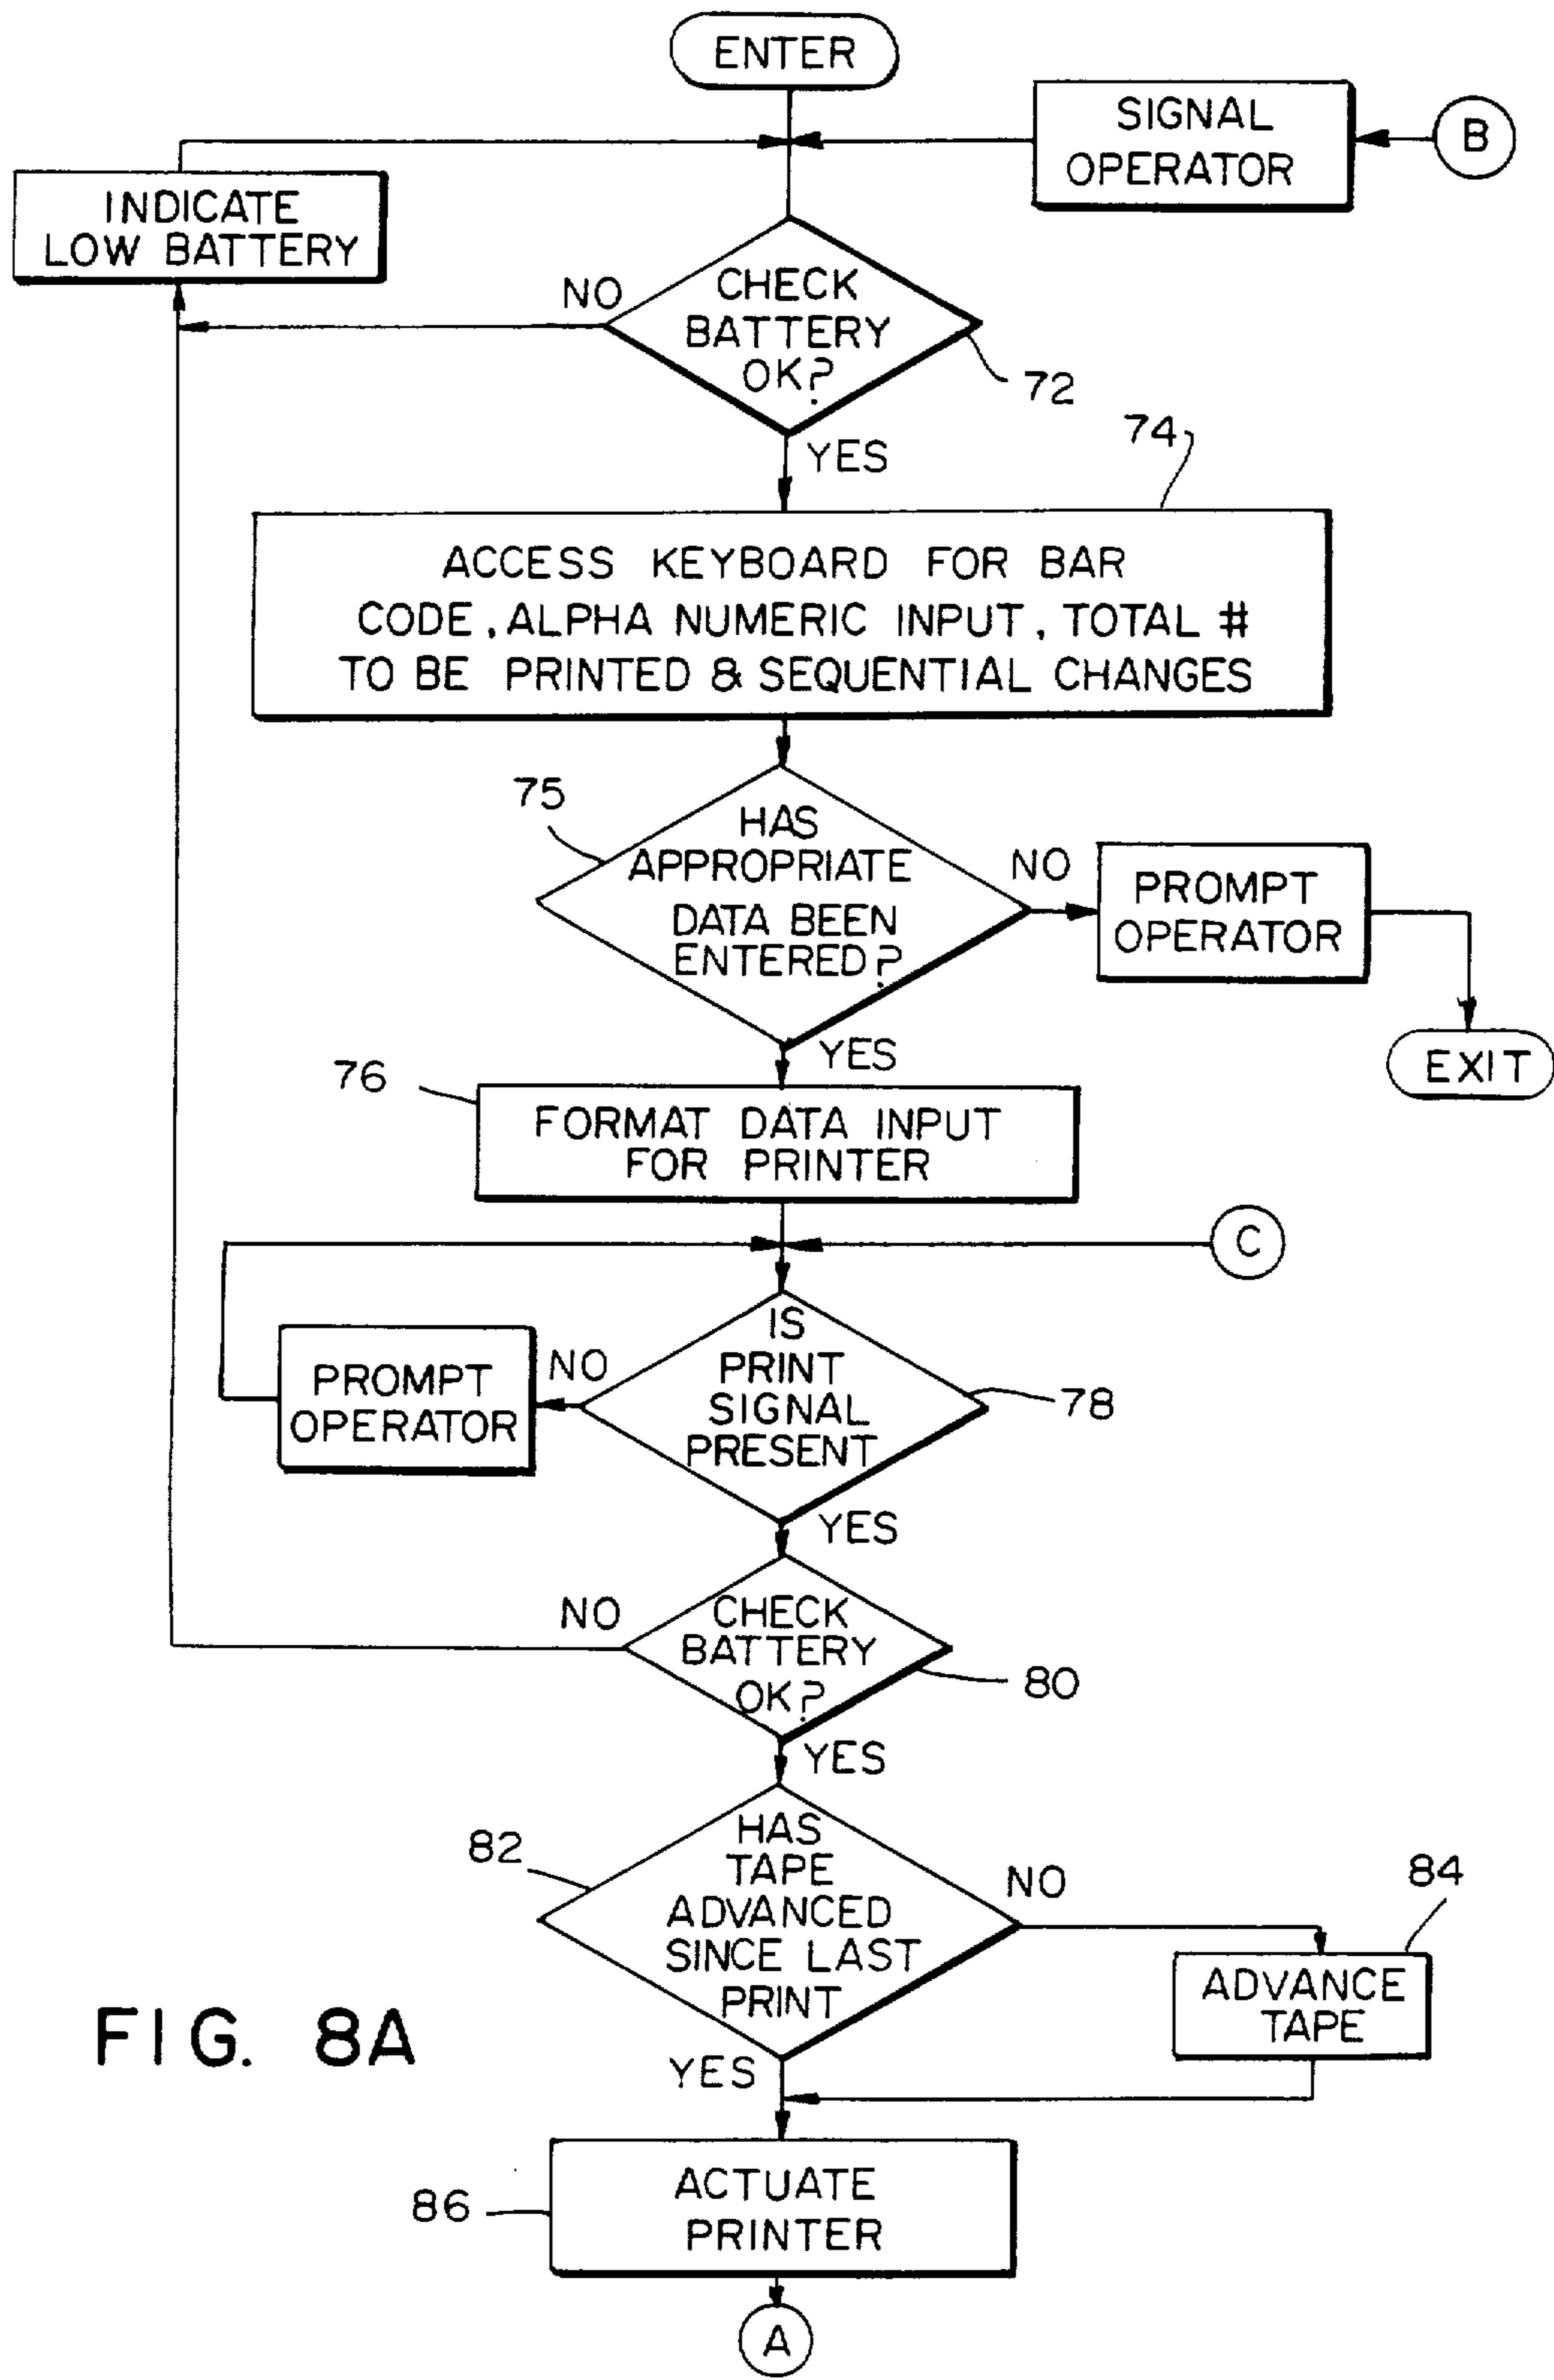 ENTER
SIGNAL
OPERATOR
B
INDICATE
LOW BATTERY
NO
CHECK
BATTERY
OK?
72
YES
74
ACCESS KEYBOARD FOR BAR
CODE, ALPHA NUMERIC INPUT, TOTAL #
TO BE PRINTED & SEQUENTIAL CHANGES
75
HAS
APPROPRIATE
DATA BEEN
ENTERED?
NO
PROMPT
OPERATOR
YES
EXIT
76
FORMAT DATA INPUT
FOR PRINTER
C
IS
PRINT
SIGNAL
PRESENT
NO
PROMPT
OPERATOR
78
YES
NO
CHECK
BATTERY
OK?
80
YES
82
HAS
TAPE
ADVANCED
SINCE LAST
PRINT
NO
84
ADVANCE
TAPE
FIG. 8A
YES
86
ACTUATE
PRINTER
A